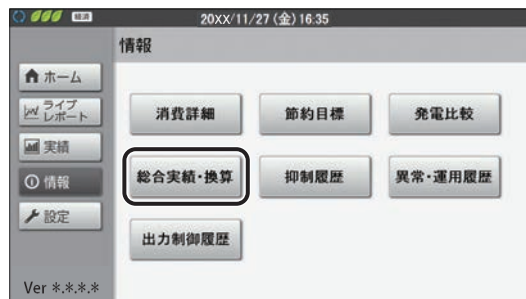 経済 20XX/11/27 (金) 16:35
情報
ホーム
ライブ
レポート
実績
情報
設定
消費詳細 節約目標 発電比較
総合実績・換算 抑制履歴 異常・運用履歴
出力制御履歴
Ver *.*.*.*